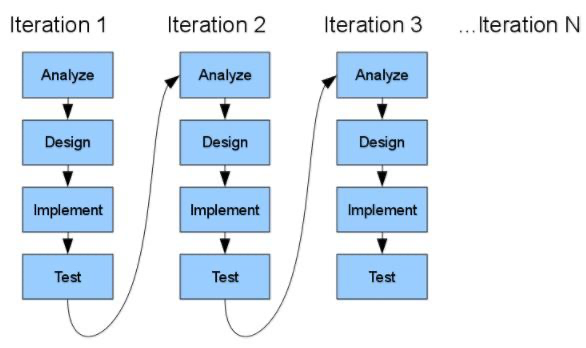 Iteration 1 Iteration 2 Iteration 3 ...Iteration N
Analyze Analyze Analyze
Design Design Design
Implement Implement Implement
Test Test Test